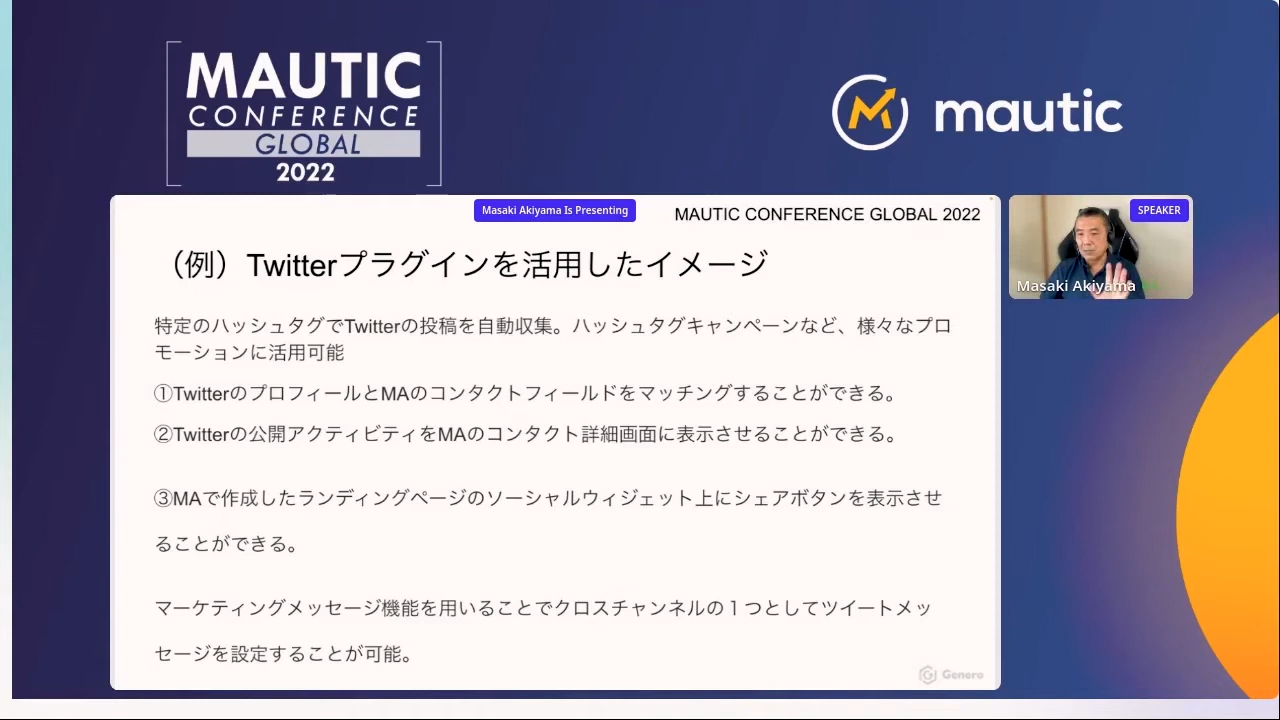 MAUTIC
CONFERENCE
GLOBAL
2022
mautic
Masaki Akiyama Is Presenting
MAUTIC CONFERENCE GLOBAL 2022
SPEAKER
Masaki Akiyama
（例）Twitterプラグインを活用したイメージ
特定のハッシュタグでTwitterの投稿を自動収集。ハッシュタグキャンペーンなど、様々なプロ
モーションに活用可能
①TwitterのプロフィールとMAのコンタクトフィールドをマッチングすることができる。
②Twitterの公開アクティビティをMAのコンタクト詳細画面に表示させることができる。
③MAで作成したランディングページのソーシャルウィジェット上にシェアボタンを表示させ
ることができる。
マーケティングメッセージ機能を用いることでクロスチャンネルの１つとしてツイートメッ
セージを設定することが可能。
Genero